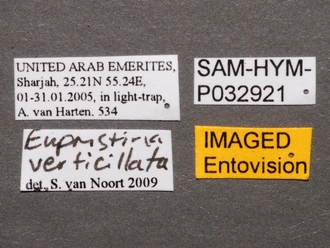 UNITED ARAB EMERITES,
Sharjah, 25.21N 55.24E,
01-31.01.2005, in light-trap,
A. van Harten. 534
SAM-HYM-
P032921
Eupristina
verticillata
det. S. van Noort 2009
IMAGED
Entovision